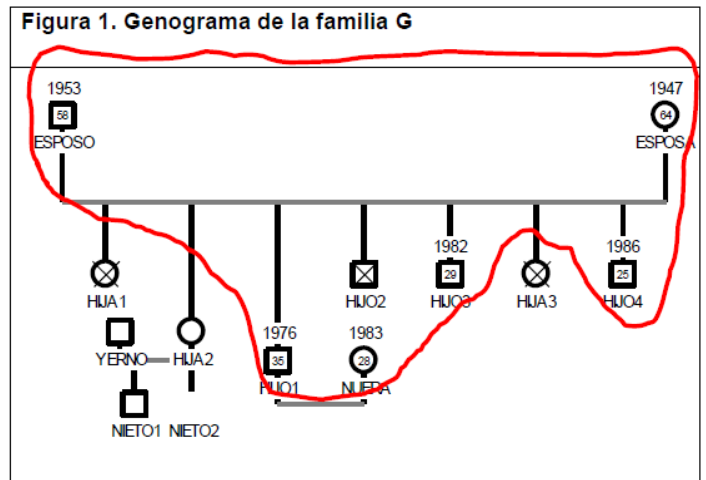 Figura 1. Genograma de la familia G
1953
1947
58
64
ESPOSO
ESPOSA
1982
1986
29
25
HIJA1
HIJO2
HIJO3
HIJA3
HIJO4
1976
1983
35
28
YERNO
HIJA2
HIJO1
NUERA
NIETO1
NIETO2